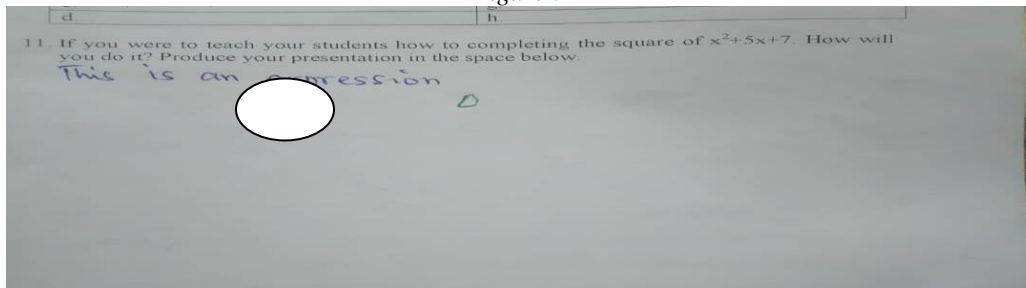 d.
h.
11. If you were to teach your students how to completing the square of x²+5x+7. How will
you do it? Produce your presentation in the space below.
This is an expression